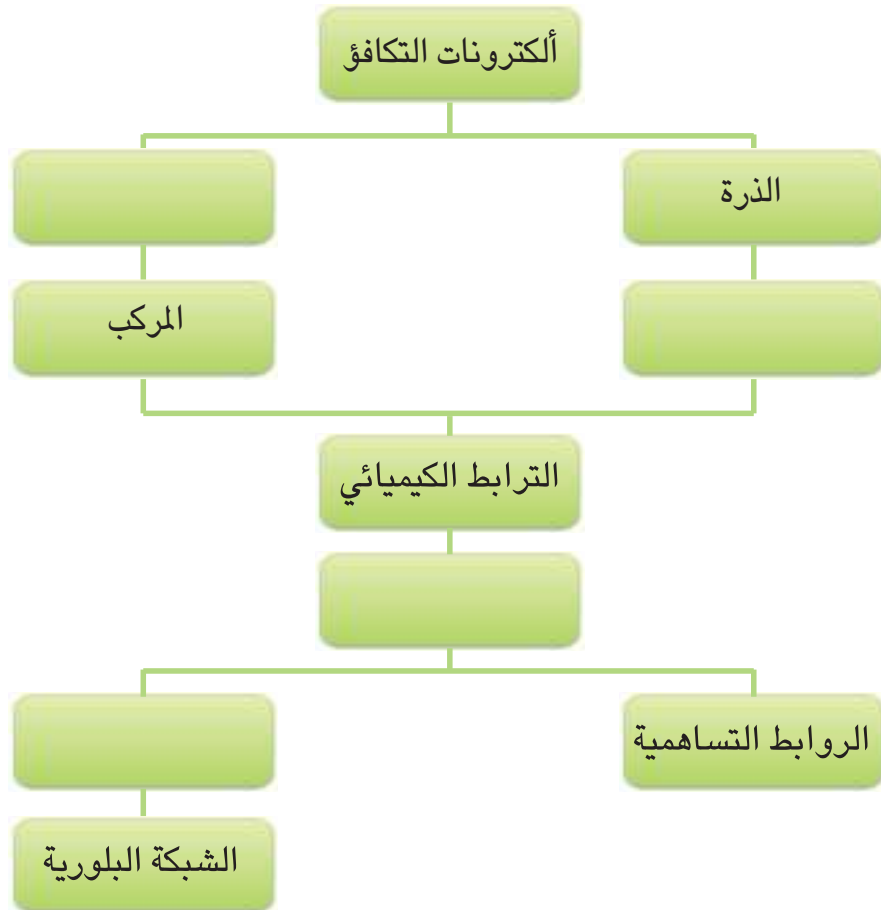 ألكترونات التكافؤ
الذرة
المركب
الترابط الكيميائي
الروابط التساهمية
الشبكة البلورية